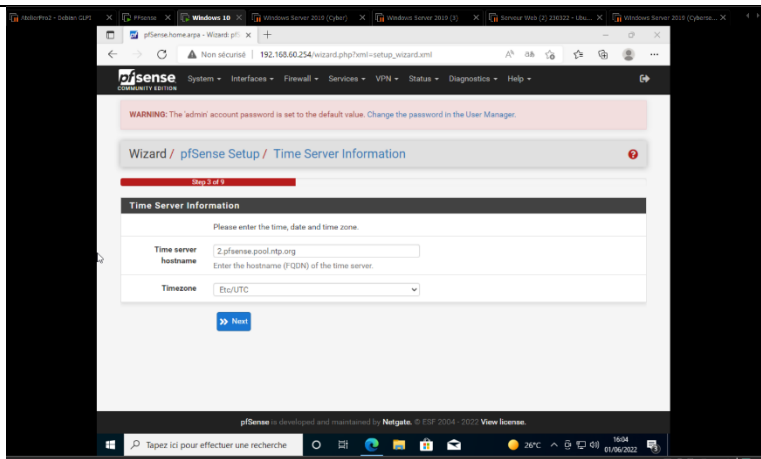 AtelierPro2 - Debian GLPI
PFsense
Windows 10
Windows Server 2019 (Cyber)
Windows Server 2019 (3)
Serveur Web (2) 230322 - Ubu...
Windows Server 2019 (Cyberse...
pfSense.home.arpa - Wizard: pfS
Non sécurisé | 192.168.60.254/wizard.php?xml=setup_wizard.xml
pfsense
COMMUNITY EDITION
System Interfaces Firewall Services VPN Status Diagnostics Help
WARNING: The 'admin' account password is set to the default value. Change the password in the User Manager.
Wizard / pfSense Setup / Time Server Information
Step 3 of 9
Time Server Information
Please enter the time, date and time zone.
Time server hostname
2.pfsense.pool.ntp.org
Enter the hostname (FQDN) of the time server.
Timezone
Etc/UTC
Next
pfSense is developed and maintained by Netgate. © ESF 2004 - 2022 View license.
Tapez ici pour effectuer une recherche
26°C
16:04
01/06/2022